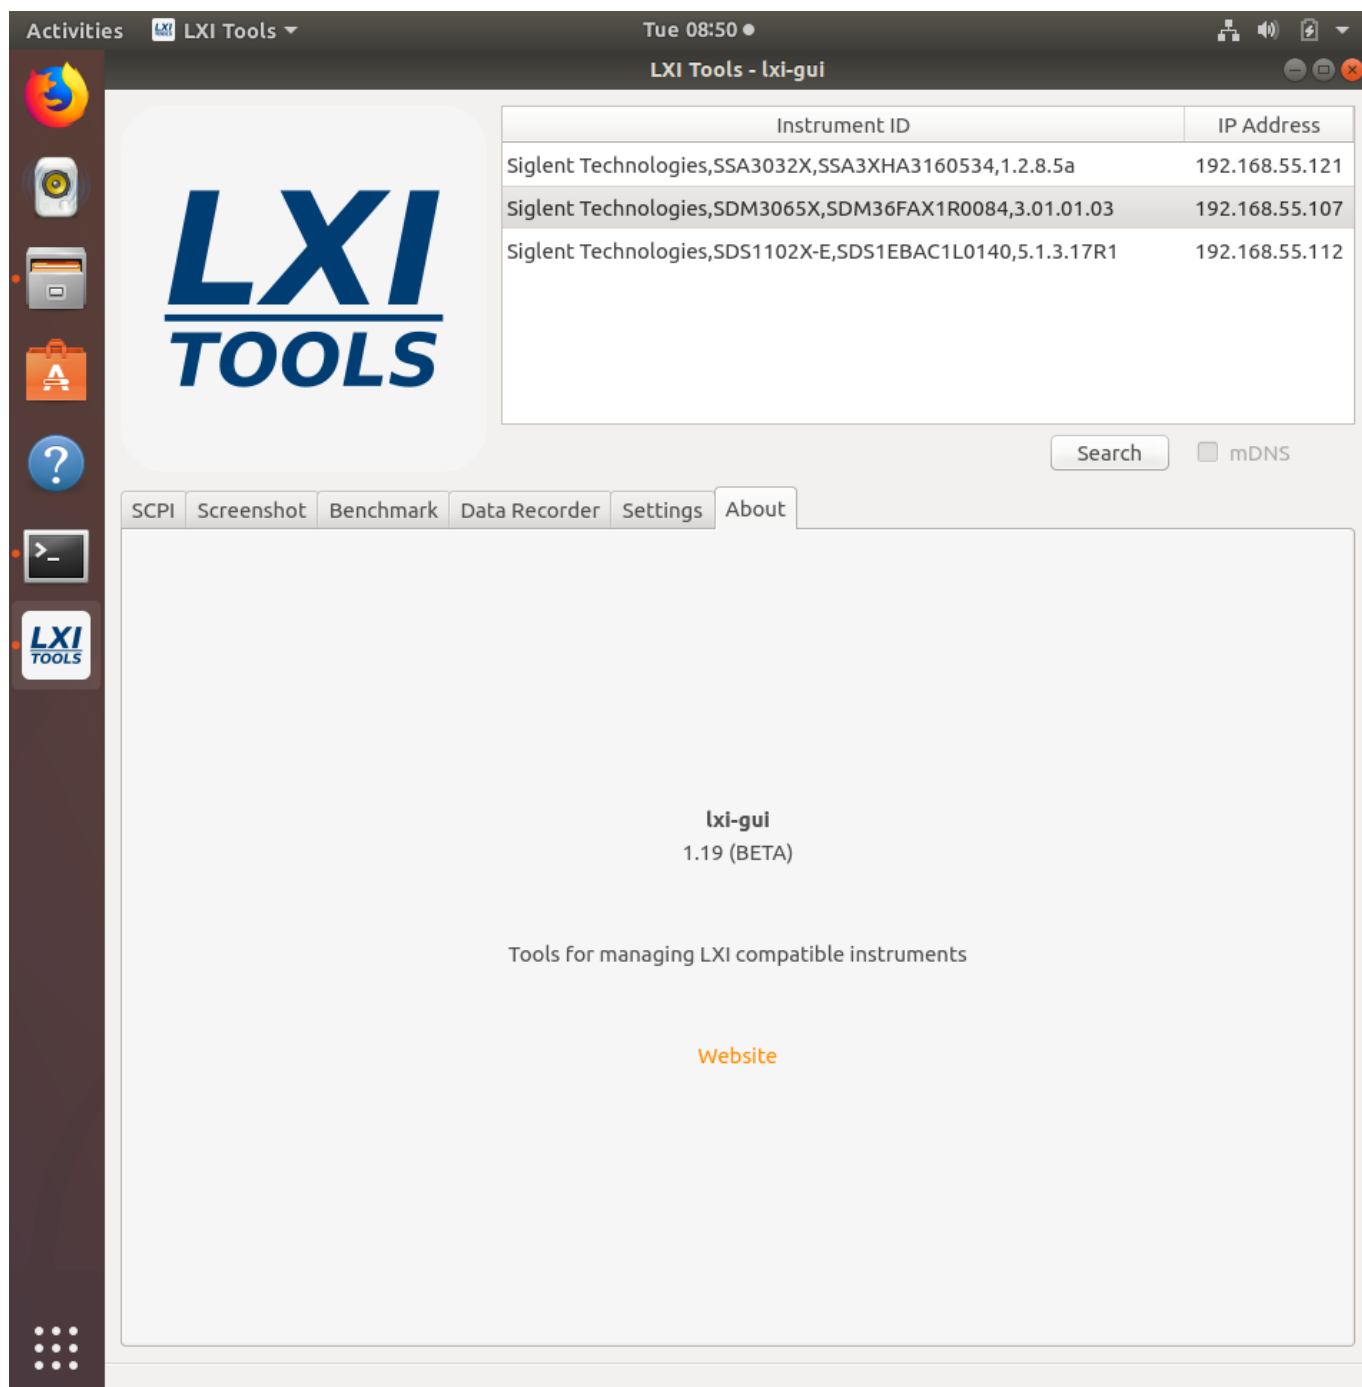 Activities LXI Tools Tue 08:50
LXI Tools - lxi-gui
LXI
TOOLS
Instrument ID IP Address
Siglent Technologies,SSA3032X,SSA3XHA3160534,1.2.8.5a 192.168.55.121
Siglent Technologies,SDM3065X,SDM36FAX1R0084,3.01.01.03 192.168.55.107
Siglent Technologies,SDS1102X-E,SDS1EBAC1L0140,5.1.3.17R1 192.168.55.112
Search mDNS
SCPI Screenshot Benchmark Data Recorder Settings About
LXI
TOOLS
lxi-gui
1.19 (BETA)
Tools for managing LXI compatible instruments
Website